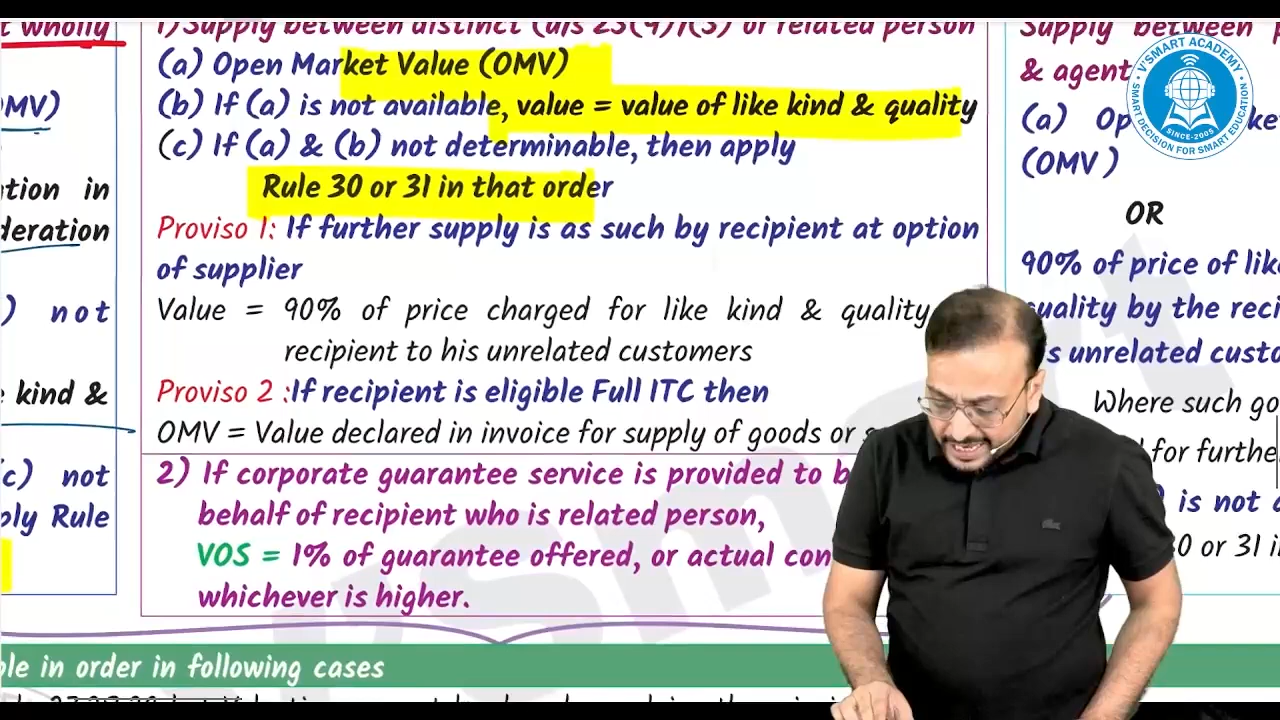 t wholly
MV)
tion in
deration
) not
kind &
c) not
ply Rule
1) Supply between distinct (u/s 25(4)/(5) or related person
(a) Open Market Value (OMV)
(b) If (a) is not available, value = value of like kind & quality
(c) If (a) & (b) not determinable, then apply
Rule 30 or 31 in that order
Proviso 1: If further supply is as such by recipient at option
of supplier
Value = 90% of price charged for like kind & quality
recipient to his unrelated customers
Proviso 2 :If recipient is eligible Full ITC then
OMV = Value declared in invoice for supply of goods or s
2) If corporate guarantee service is provided to b
behalf of recipient who is related person,
VOS = 1% of guarantee offered, or actual con
whichever is higher.
Supply between p
& agent
(a) Op ke
(OMV)
OR
90% of price of lik
uality by the reci
s unrelated custo
Where such go
d for furthe
is not
30 or 31 i
V'SMART ACADEMY
SINCE-2005
SMART DECISION FOR SMART EDUCATION
ple in order in following cases